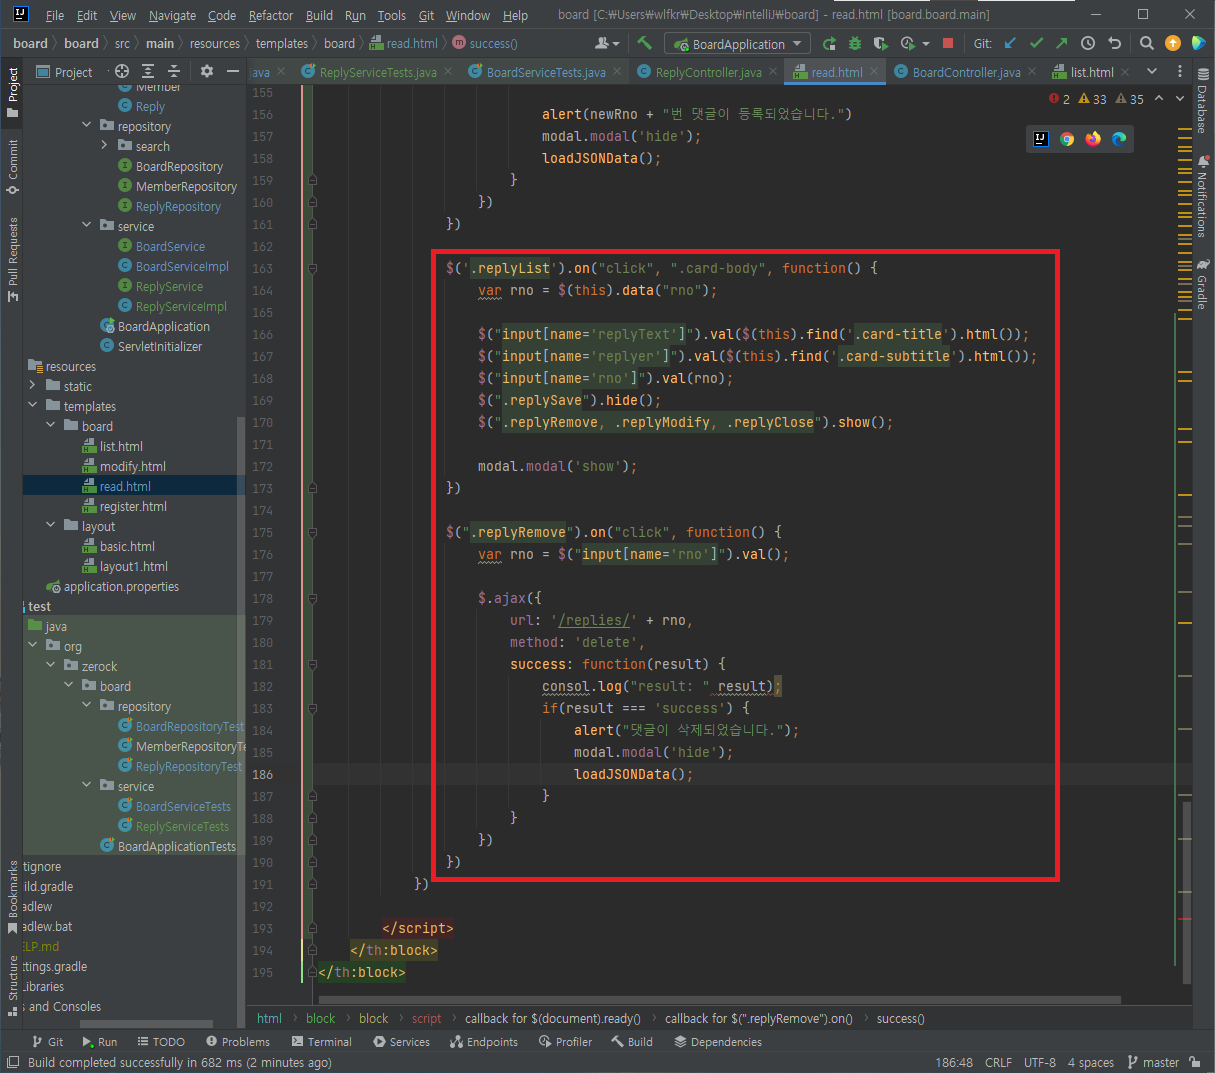 File Edit View Navigate Code Refactor Build Run Tools Git Window Help board [C:₩Users₩wlfkr₩Desktop₩IntelliJ₩board] - read.html [board.board.main]
board board src main resources templates board read.html success() BoardApplication Git:
Project java ReplyServiceTests.java BoardServiceTests.java ReplyController.java read.html BoardController.java list.html
Project
Commit
Pull Requests
Bookmarks
Structure
Member
Reply
repository
search
BoardRepository
MemberRepository
ReplyRepository
service
BoardService
BoardServiceImpl
ReplyService
ReplyServiceImpl
BoardApplication
ServletInitializer
resources
static
templates
board
list.html
modify.html
read.html
register.html
layout
basic.html
layout1.html
application.properties
test
java
org
zerock
board
repository
BoardRepositoryTest
MemberRepositoryTe
ReplyRepositoryTest
service
BoardServiceTests
ReplyServiceTests
BoardApplicationTests
tignore
ild.gradle
adlew
adlew.bat
ELP.md
ttings.gradle
Libraries
s and Consoles
2 33 35
155
156 alert(newRno + "번 댓글이 등록되었습니다.")
157 modal.modal('hide');
158 loadJSONData();
159 }
160 })
161 })
162
163 $('.replyList').on("click", ".card-body", function() {
164 var rno = $(this).data("rno");
165
166 $("input[name='replyText']").val($(this).find('.card-title').html());
167 $("input[name='replyer']").val($(this).find('.card-subtitle').html());
168 $("input[name='rno']").val(rno);
169 $(".replySave").hide();
170 $(".replyRemove, .replyModify, .replyClose").show();
171
172 modal.modal('show');
173 })
174
175 $(".replyRemove").on("click", function() {
176 var rno = $("input[name='rno']").val();
177
178 $.ajax({
179 url: '/replies/' + rno,
180 method: 'delete',
181 success: function(result) {
182 consol.log("result: " result);
183 if(result === 'success') {
184 alert("댓글이 삭제되었습니다.");
185 modal.modal('hide');
186 loadJSONData();
187 }
188 }
189 })
190 })
191 })
192
193 </script>
194 </th:block>
195 </th:block>
Database
Notifications
Gradle
html block block script callback for $(document).ready() callback for $(".replyRemove").on() success()
Git Run TODO Problems Terminal Services Endpoints Profiler Build Dependencies
Build completed successfully in 682 ms (2 minutes ago) 186:48 CRLF UTF-8 4 spaces master